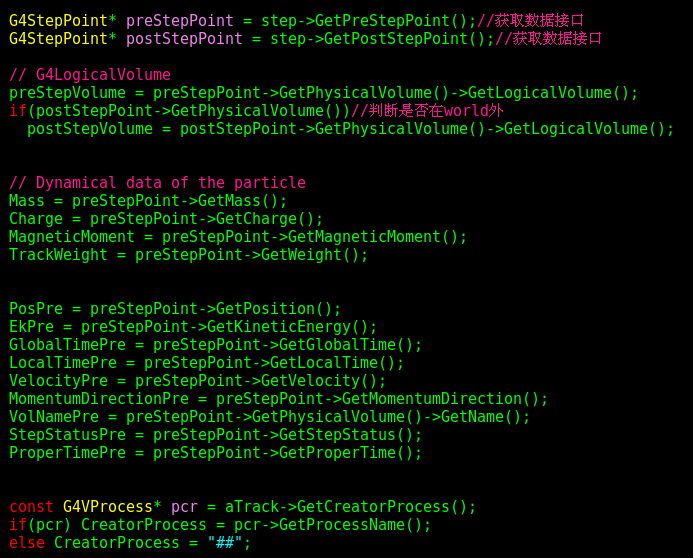 G4StepPoint* preStepPoint = step->GetPreStepPoint();//获取数据接口
G4StepPoint* postStepPoint = step->GetPostStepPoint();//获取数据接口
// G4LogicalVolume
preStepVolume = preStepPoint->GetPhysicalVolume()->GetLogicalVolume();
if(postStepPoint->GetPhysicalVolume())//判断是否在world外
  postStepVolume = postStepPoint->GetPhysicalVolume()->GetLogicalVolume();
// Dynamical data of the particle
Mass = preStepPoint->GetMass();
Charge = preStepPoint->GetCharge();
MagneticMoment = preStepPoint->GetMagneticMoment();
TrackWeight = preStepPoint->GetWeight();
PosPre = preStepPoint->GetPosition();
EkPre = preStepPoint->GetKineticEnergy();
GlobalTimePre = preStepPoint->GetGlobalTime();
LocalTimePre = preStepPoint->GetLocalTime();
VelocityPre = preStepPoint->GetVelocity();
MomentumDirectionPre = preStepPoint->GetMomentumDirection();
VolNamePre = preStepPoint->GetPhysicalVolume()->GetName();
StepStatusPre = preStepPoint->GetStepStatus();
ProperTimePre = preStepPoint->GetProperTime();
const G4VProcess* pcr = aTrack->GetCreatorProcess();
if(pcr) CreatorProcess = pcr->GetProcessName();
else CreatorProcess = "##";